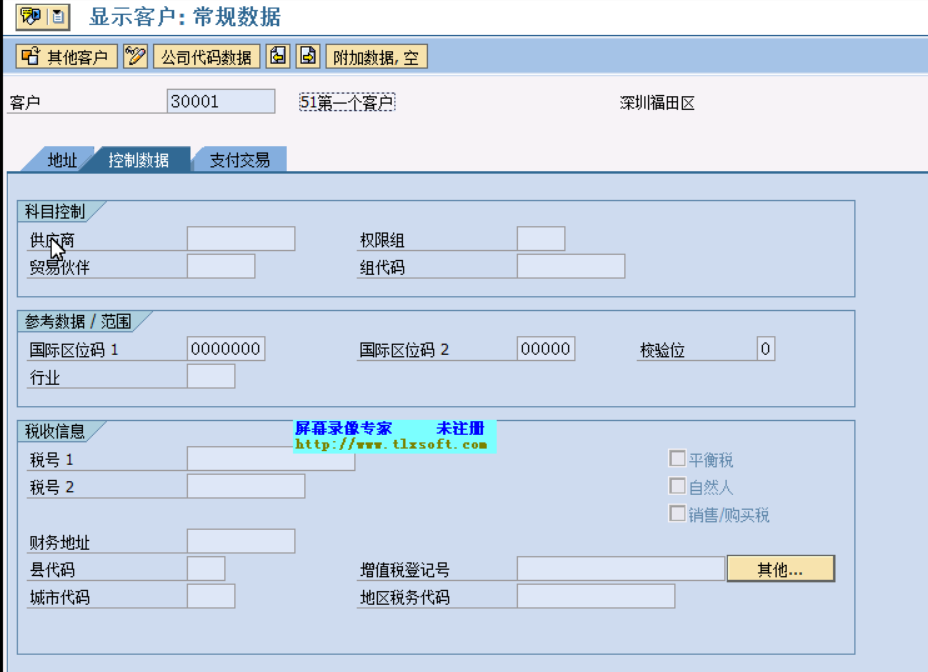 显示客户: 常规数据
其他客户 公司代码数据 附加数据, 空
客户 30001 51第一个客户 深圳福田区
地址 控制数据 支付交易
科目控制
供应商 权限组
贸易伙伴 组代码
参考数据 / 范围
国际区位码 1 0000000 国际区位码 2 00000 校验位 0
行业
税收信息
屏幕录像专家 未注册
http://www.tlxsoft.com
税号 1 平衡税
税号 2 自然人
销售/购买税
财务地址
县代码 增值税登记号 其他...
城市代码 地区税务代码